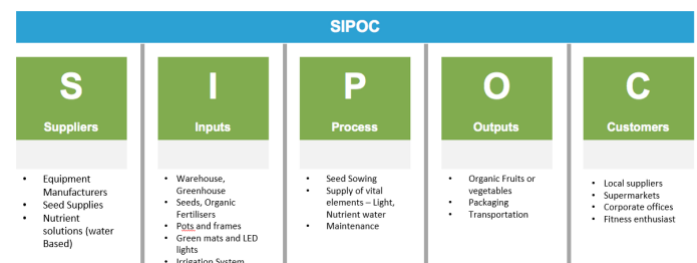 SIPOC
S
Suppliers
I
Inputs
P
Process
O
Outputs
C
Customers
• Equipment
Manufacturers
• Seed Supplies
• Nutrient
solutions (water
Based)
• Warehouse,
Greenhouse
• Seeds, Organic
Fertilisers
• Pots and frames
• Green mats and LED
lights
• Irrigation System
• Seed Sowing
• Supply of vital
elements – Light,
Nutrient water
• Maintenance
• Organic Fruits or
vegetables
• Packaging
• Transportation
• Local suppliers
• Supermarkets
• Corporate offices
• Fitness enthusiast